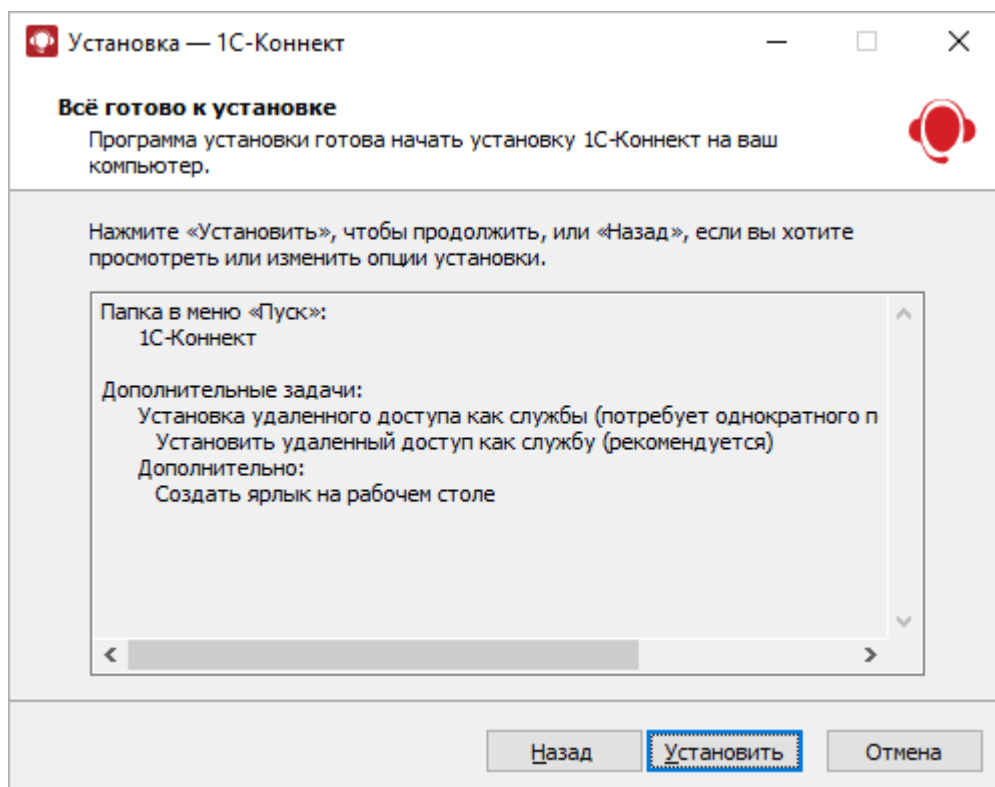 Установка — 1С-Коннект
Всё готово к установке
Программа установки готова начать установку 1С-Коннект на ваш
компьютер.
Нажмите «Установить», чтобы продолжить, или «Назад», если вы хотите
просмотреть или изменить опции установки.
Папка в меню «Пуск»:
1С-Коннект
Дополнительные задачи:
Установка удаленного доступа как службы (потребует однократного п
Установить удаленный доступ как службу (рекомендуется)
Дополнительно:
Создать ярлык на рабочем столе
Назад
Установить
Отмена